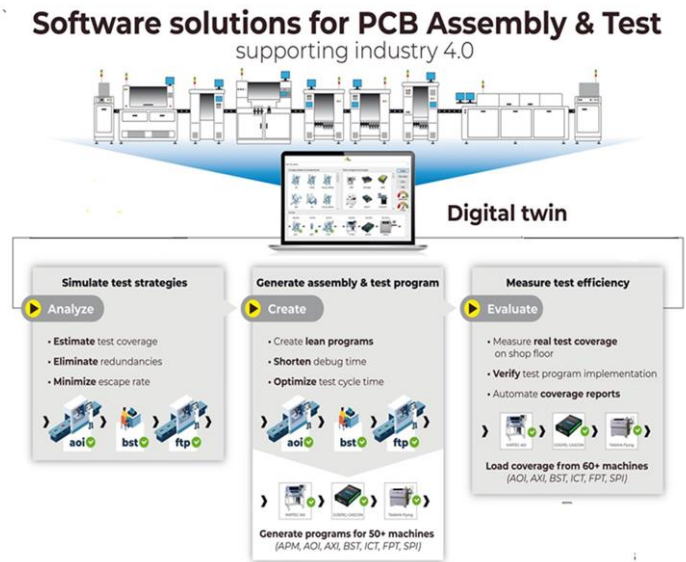 Software solutions for PCB Assembly & Test
supporting industry 4.0
Digital twin
Simulate test strategies
Analyze
• Estimate test coverage
• Eliminate redundancies
• Minimize escape rate
aoi
bst
ftp
Generate assembly & test program
Create
• Create lean programs
• Shorten debug time
• Optimize test cycle time
aoi
bst
ftp
Generate programs for 50+ machines
(APM, AOI, AXI, BST, ICT, FPT, SPI)
Measure test efficiency
Evaluate
• Measure real test coverage
on shop floor
• Verify test program implementation
• Automate coverage reports
Load coverage from 60+ machines
(AOI, AXI, BST, ICT, FPT, SPI)